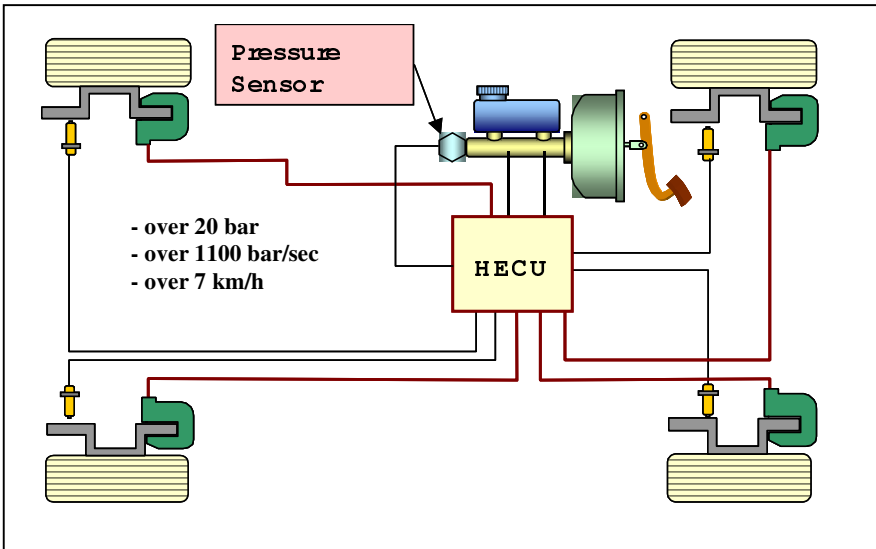 Pressure
Sensor
- over 20 bar
- over 1100 bar/sec
- over 7 km/h
HECU